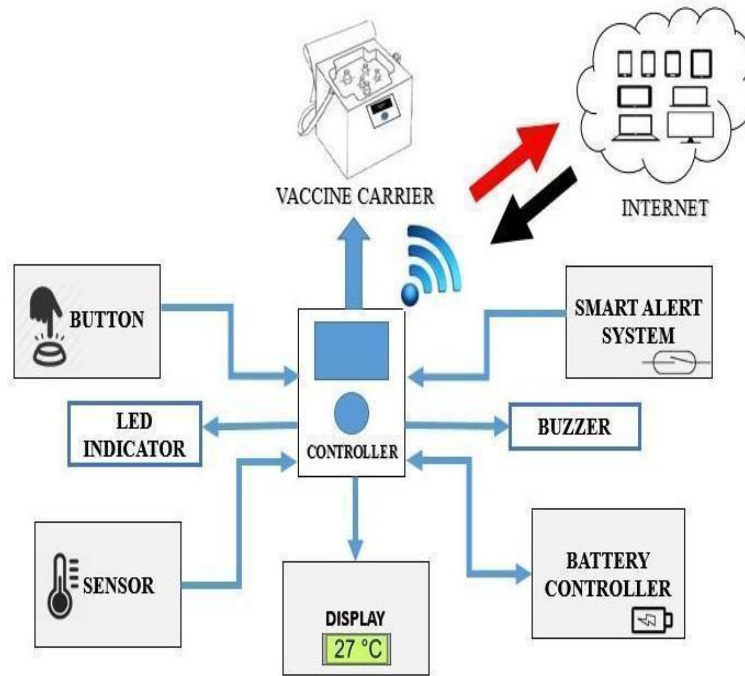 VACCINE CARRIER
INTERNET
BUTTON
SMART ALERT
SYSTEM
LED
INDICATOR
CONTROLLER
BUZZER
SENSOR
DISPLAY
27 °C
BATTERY
CONTROLLER